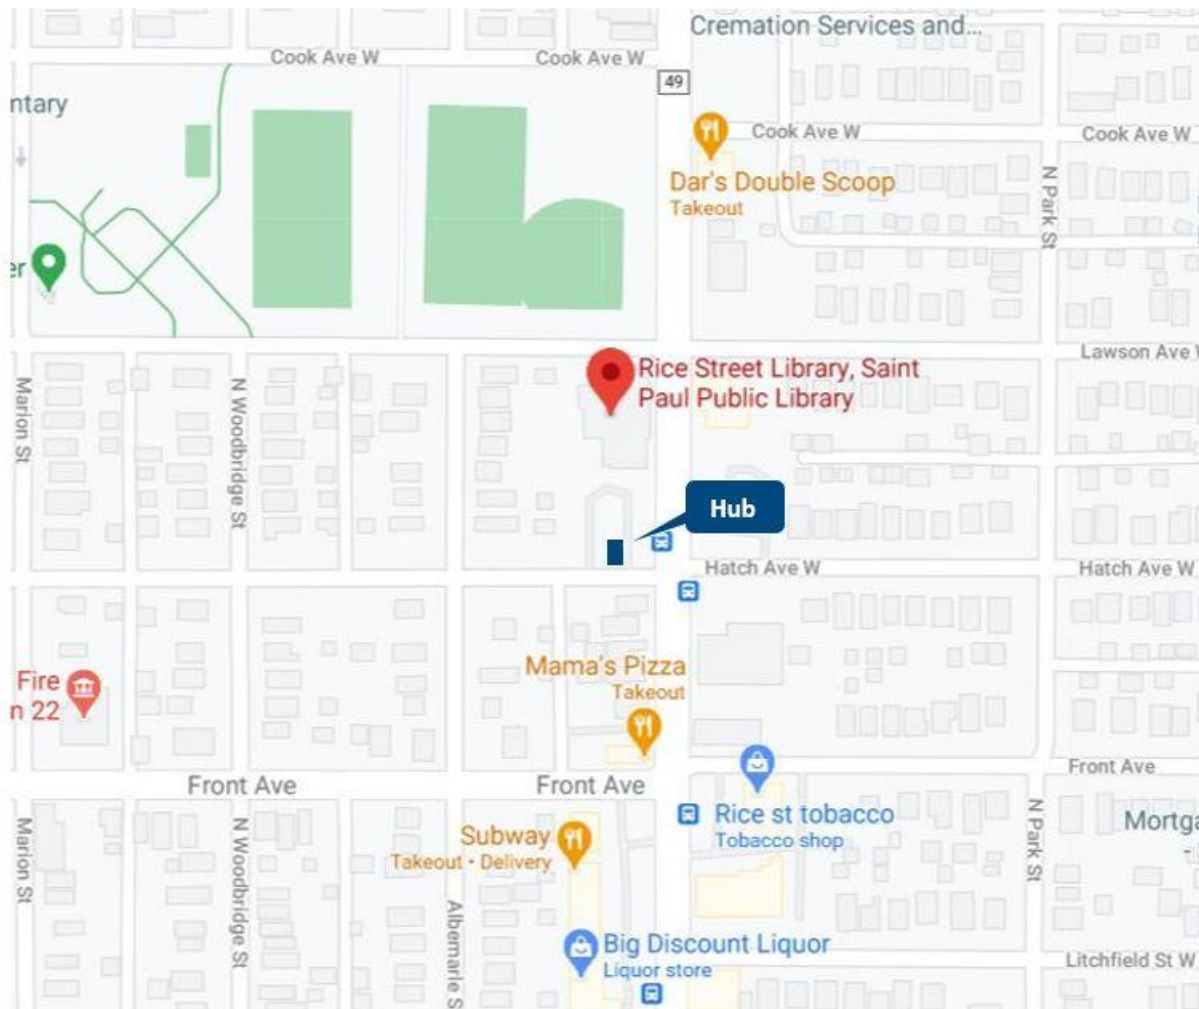 Cremation Services and...
Cook Ave W
Cook Ave W
49
ntary
Cook Ave W
Cook Ave W
Dar's Double Scoop
Takeout
N Park St
er
Lawson Ave W
Rice Street Library, Saint
Paul Public Library
Marion St
N Woodbridge St
Hub
Hatch Ave W
Hatch Ave W
Mama's Pizza
Takeout
Fire
n 22
Front Ave
Front Ave
Front Ave
Rice st tobacco
Tobacco shop
Subway
Takeout • Delivery
Marion St
N Woodbridge St
Albemarle S
N Park St
Mortga
Big Discount Liquor
Liquor store
Litchfield St W